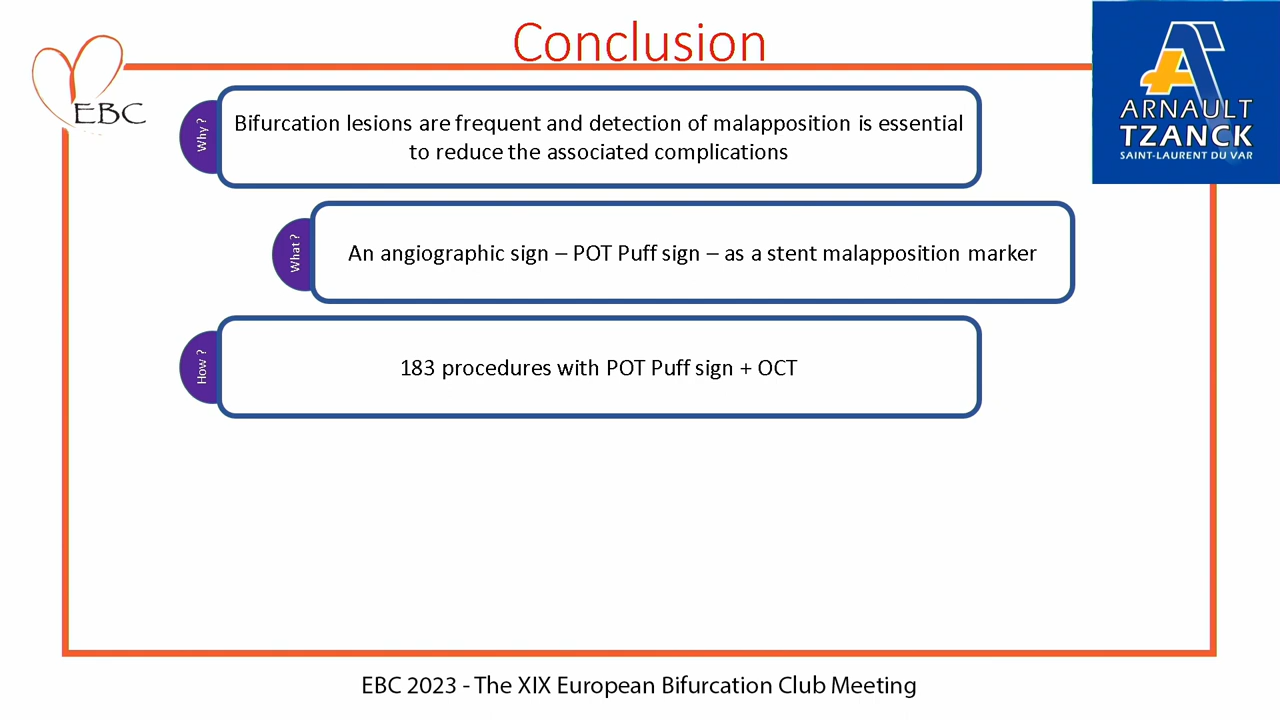 Conclusion
EBC
ARNAULT
TZANCK
SAINT-LAURENT DU VAR
Why ?
Bifurcation lesions are frequent and detection of malapposition is essential
to reduce the associated complications
What ?
An angiographic sign – POT Puff sign – as a stent malapposition marker
How ?
183 procedures with POT Puff sign + OCT
EBC 2023 - The XIX European Bifurcation Club Meeting